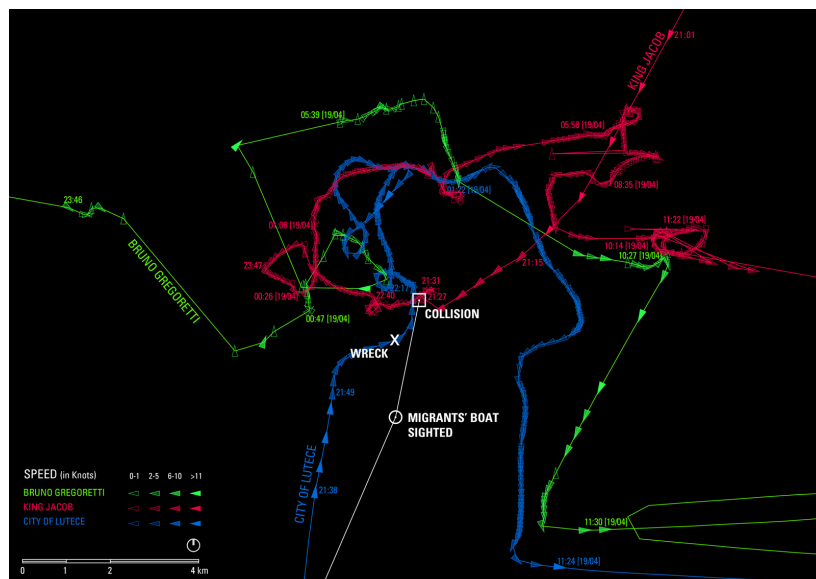 21:01
KING JACOB
05:39 [19/04]
05:58 [19/04]
01:22 [19/04]
08:35 [19/04]
23:46
BRUNO GREGORETTI
01:06 [19/04]
11:22 [19/04]
10:14 [19/04]
10:27 [19/04]
23:47
21:15
00:26 [19/04]
22:40
22:17
21:31
21:27
COLLISION
00:47 [19/04]
X
WRECK
21:49
MIGRANTS' BOAT
SIGHTED
CITY OF LUTECE
21:38
SPEED (in Knots) 0-1 2-5 6-10 >11
BRUNO GREGORETTI
KING JACOB
CITY OF LUTECE
11:30 [19/04]
11:24 [19/04]
0 1 2 4 km